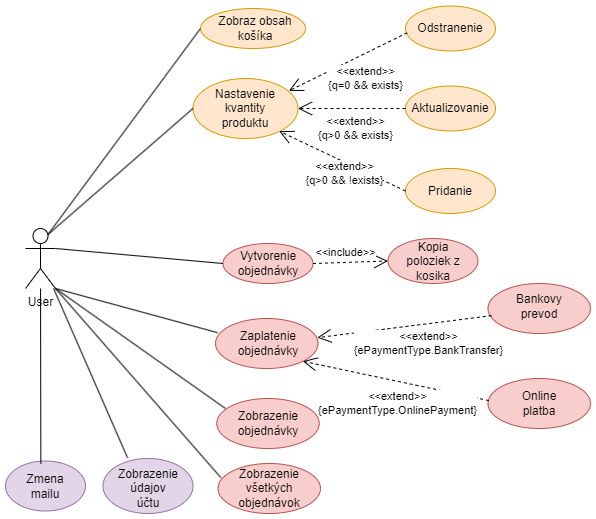 Zobraz obsah
košíka
Odstranenie
<<extend>>
{q=0 && exists}
Nastavenie
kvantity
produktu
Aktualizovanie
<<extend>>
{q>0 && exists}
<<extend>>
{q>0 && !exists}
Pridanie
User
Vytvorenie
objednávky
<<include>>
Kopia
poloziek z
kosika
Bankovy
prevod
Zaplatenie
objednávky
<<extend>>
{ePaymentType.BankTransfer}
<<extend>>
{ePaymentType.OnlinePayment}
Online
platba
Zobrazenie
objednávky
Zmena
mailu
Zobrazenie
údajov
účtu
Zobrazenie
všetkých
objednávok